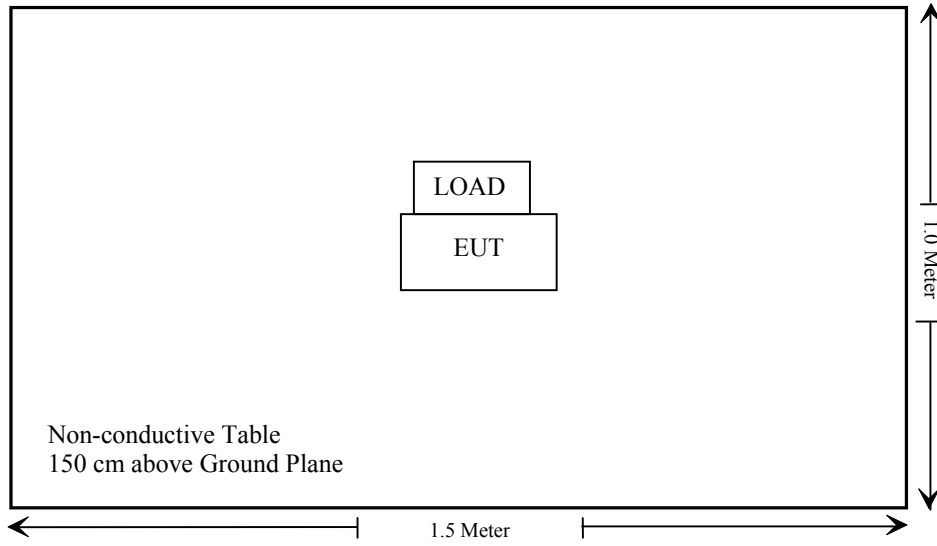 LOAD
EUT
1.0 Meter
Non-conductive Table
150 cm above Ground Plane
1.5 Meter